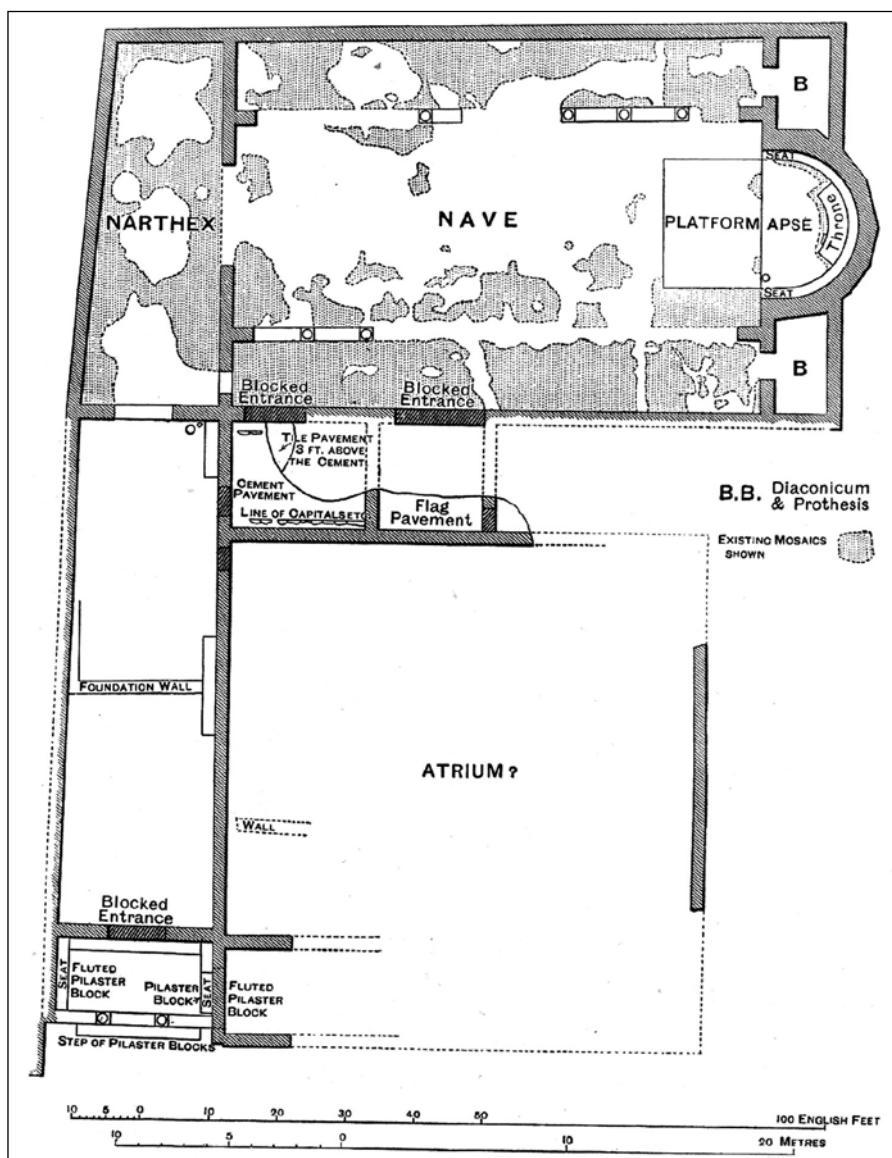 B
SEAT
NARTHEX
NAVE
PLATFORM
APSE
Throne
SEAT
B
Blocked
Entrance
Blocked
Entrance
TILE PAVEMENT
3 FT. ABOVE
THE CEMENT
CEMENT
PAVEMENT
LINE OF CAPITALS ETC
Flag
Pavement
B.B. Diaconicum
& Prothesis
EXISTING MOSAICS
SHOWN
FOUNDATION WALL
ATRIUM ?
WALL
Blocked
Entrance
SEAT
FLUTED
PILASTER
BLOCK
PILASTER
BLOCK
SEAT
FLUTED
PILASTER
BLOCK
STEP OF PILASTER BLOCKS
10 5 0 10 20 30 40 50 100 ENGLISH FEET
10 5 0 10 20 METRES